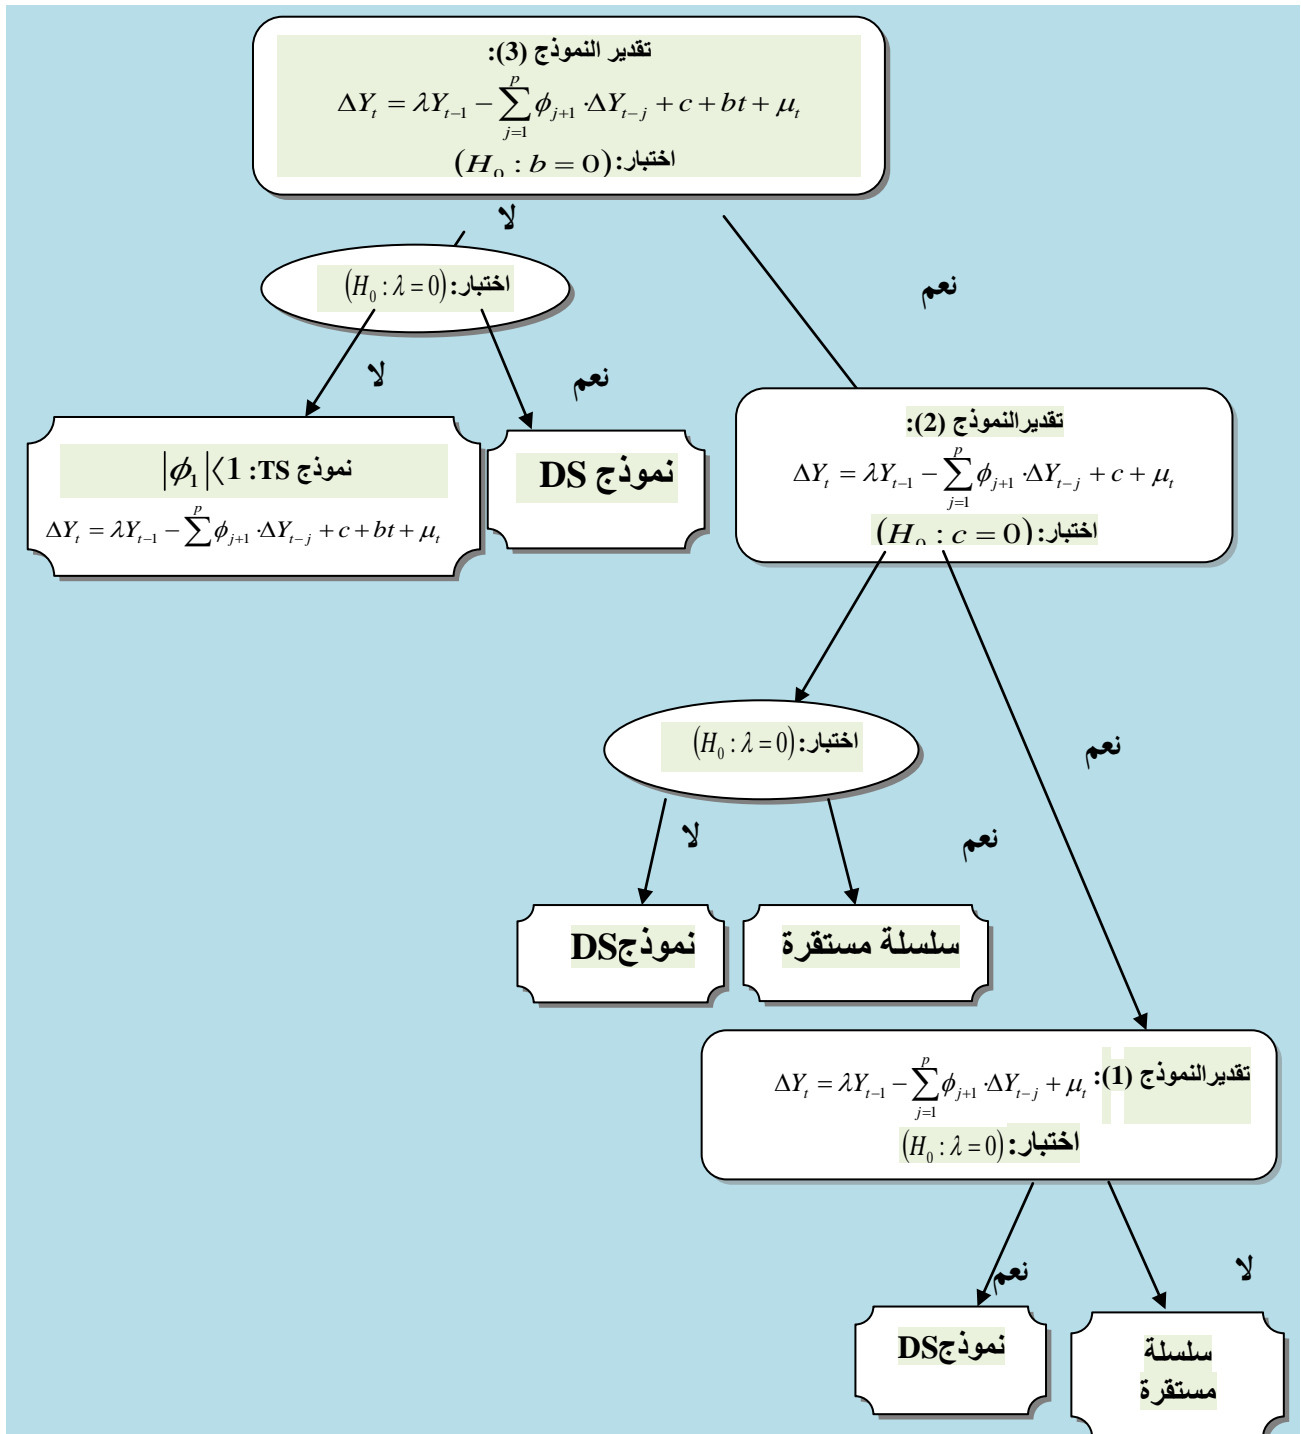 تقدير النموذج (3):
ΔY_t = λY_{t-1} − ∑_{j=1}^{p} φ_{j+1} · ΔY_{t-j} + c + bt + μ_t
اختبار: (H_0 : b = 0)
لا
نعم
اختبار: (H_0 : λ = 0)
لا
نعم
نموذج TS: |φ_1|⟨1
ΔY_t = λY_{t-1} − ∑_{j=1}^{p} φ_{j+1} · ΔY_{t-j} + c + bt + μ_t
نموذج DS
تقديرالنموذج (2):
ΔY_t = λY_{t-1} − ∑_{j=1}^{p} φ_{j+1} · ΔY_{t-j} + c + μ_t
اختبار: (H_0 : c = 0)
اختبار: (H_0 : λ = 0)
نعم
لا
نعم
نموذجDS
سلسلة مستقرة
تقديرالنموذج (1): ΔY_t = λY_{t-1} − ∑_{j=1}^{p} φ_{j+1} · ΔY_{t-j} + μ_t
اختبار: (H_0 : λ = 0)
نعم
لا
نموذجDS
سلسلة
مستقرة